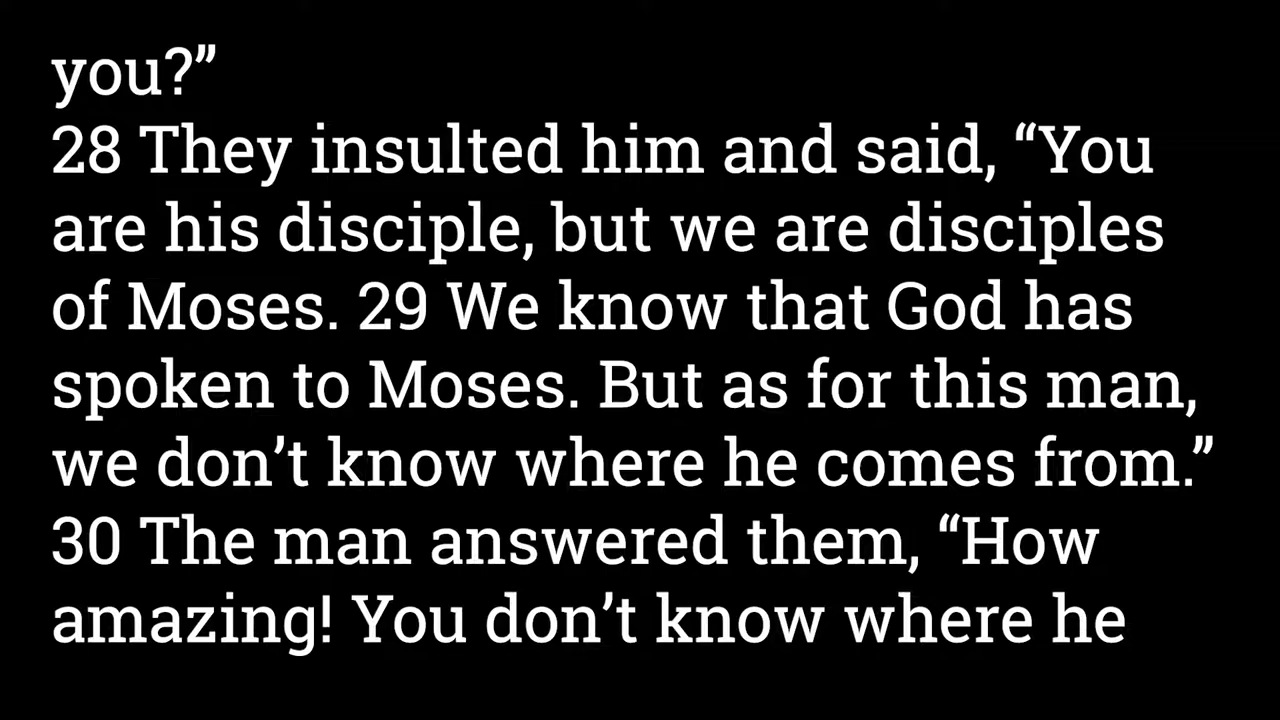 you?”
28 They insulted him and said, “You
are his disciple, but we are disciples
of Moses. 29 We know that God has
spoken to Moses. But as for this man,
we don’t know where he comes from.”
30 The man answered them, “How
amazing! You don’t know where he